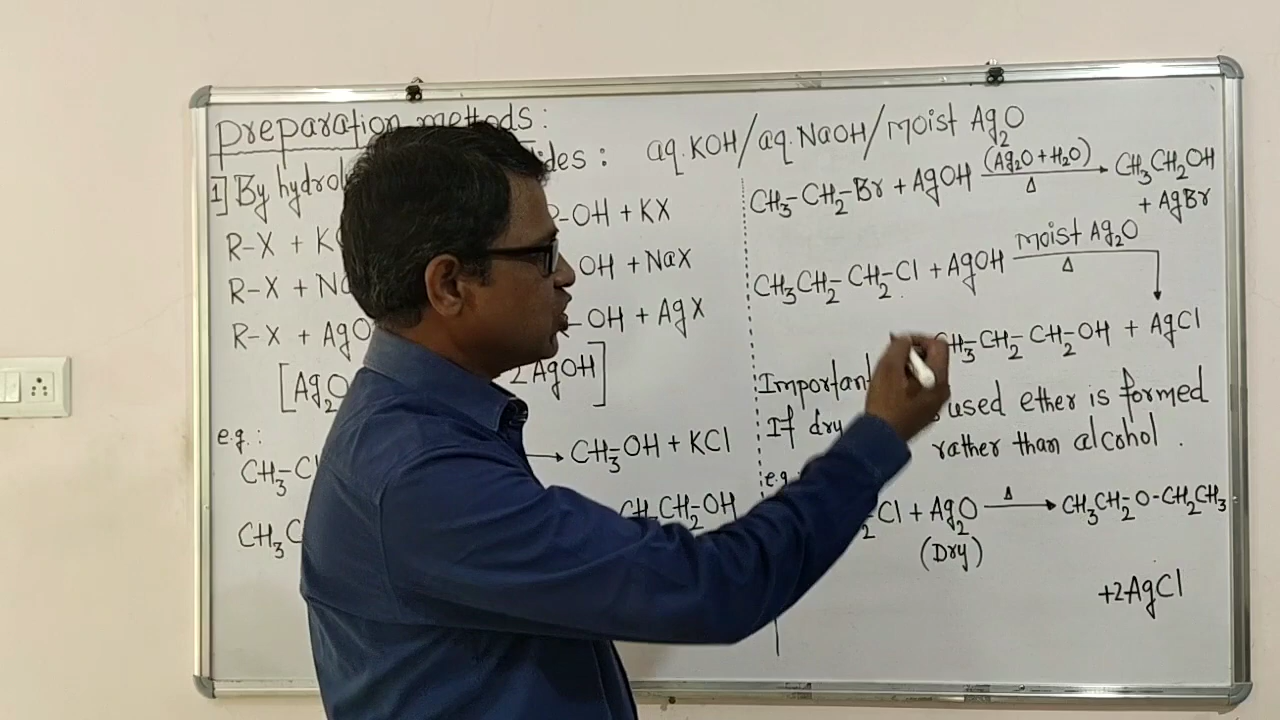 preparation methods:
1] By hydrol ides: aq.KOH/aq.NaOH/Moist Ag₂O
R-X + K R-OH + KX
R-X + Na OH + NaX
R-X + AgO -OH + AgX
[Ag₂O 2AgOH]
e.g.:
CH₃-Cl → CH₃-OH + KCl
CH₃C CH₃CH₂-OH
CH₃-CH₂-Br + AgOH (Ag₂O + H₂O) Δ → CH₃CH₂OH
+ AgBr
CH₃CH₂-CH₂-Cl + AgOH Moist Ag₂O Δ
CH₃-CH₂-CH₂-OH + AgCl
Important
If dry used ether is formed
rather than alcohol.
e.g.
₂Cl + Ag₂O Δ → CH₃CH₂-O-CH₂CH₃
(Dry)
+2AgCl